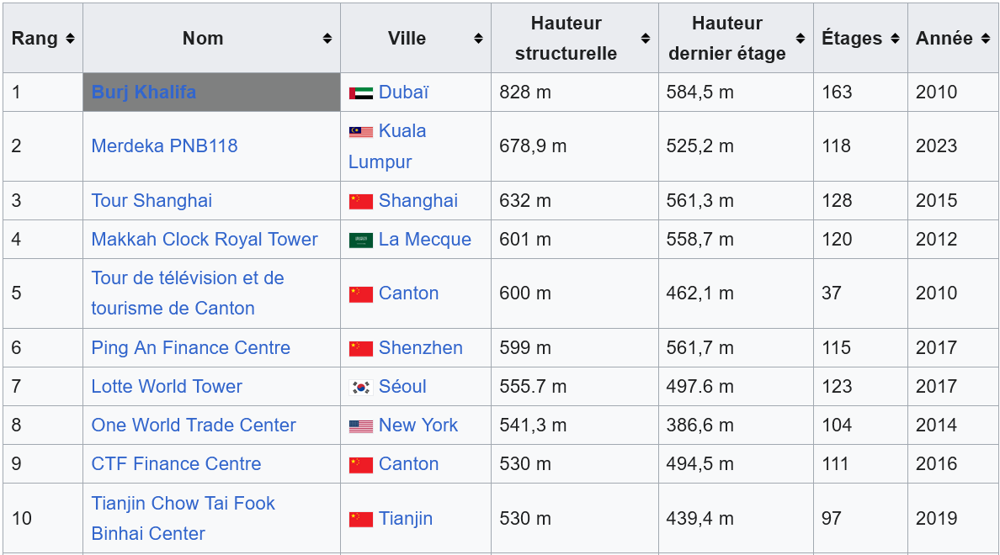 Rang Nom Ville Hauteur structurelle Hauteur dernier étage Étages Année
1 Burj Khalifa Dubaï 828 m 584,5 m 163 2010
2 Merdeka PNB118 Kuala Lumpur 678,9 m 525,2 m 118 2023
3 Tour Shanghai Shanghai 632 m 561,3 m 128 2015
4 Makkah Clock Royal Tower La Mecque 601 m 558,7 m 120 2012
5 Tour de télévision et de tourisme de Canton Canton 600 m 462,1 m 37 2010
6 Ping An Finance Centre Shenzhen 599 m 561,7 m 115 2017
7 Lotte World Tower Séoul 555.7 m 497.6 m 123 2017
8 One World Trade Center New York 541,3 m 386,6 m 104 2014
9 CTF Finance Centre Canton 530 m 494,5 m 111 2016
10 Tianjin Chow Tai Fook Binhai Center Tianjin 530 m 439,4 m 97 2019